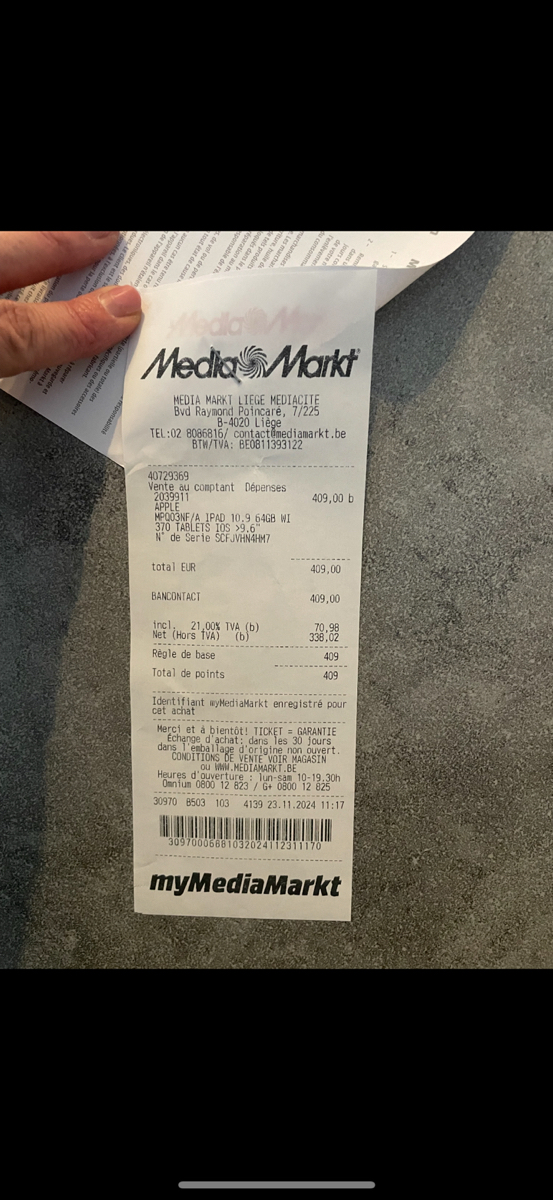 Media Markt
MEDIA MARKT LIEGE MEDIACITE
Bvd Raymond Poincaré, 7/225
B-4020 Liège
TEL:02 8086816/ contact@mediamarkt.be
BTW/TVA: BE0811393122
40729369
Vente au comptant Dépenses
2039911 409,00 b
APPLE
MPQ03NF/A IPAD 10.9 64GB WI
370 TABLETS IOS >9.6"
N° de Serie SCFJVHN4HM7
total EUR 409,00
BANCONTACT 409,00
incl. 21,00% TVA (b) 70,98
Net (Hors TVA) (b) 338,02
Règle de base 409
Total de points 409
Identifiant myMediaMarkt enregistré pour
cet achat
Merci et à bientôt! TICKET = GARANTIE
Échange d'achat: dans les 30 jours
dans l'emballage d'origine non ouvert.
CONDITIONS DE VENTE VOIR MAGASIN
ou WWW.MEDIAMARKT.BE
Heures d'ouverture : lun-sam 10-19.30h
Omnium 0800 12 823 / G+ 0800 12 825
30970 8503 103 4139 23.11.2024 11:17
30970006881032024112311170
myMediaMarkt